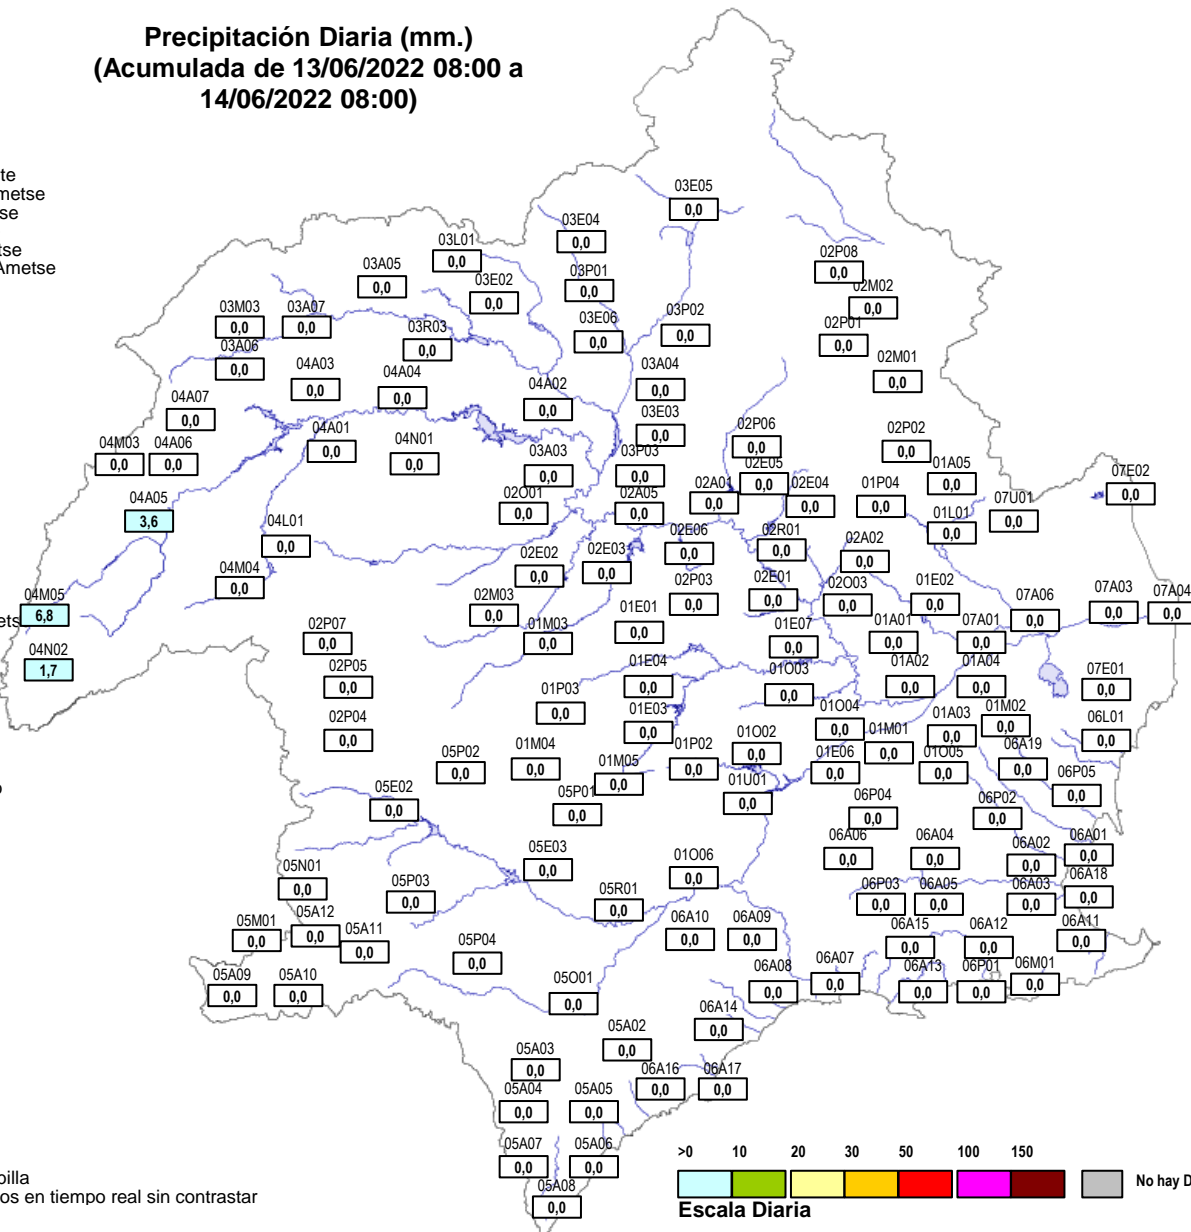 Precipitación Diaria (mm.)
(Acumulada de 13/06/2022 08:00 a
14/06/2022 08:00)
te
metse
se
tse
Ametse
03E05
0,0
03E04
0,0
03L01
0,0
03A05
0,0
03E02
0,0
03P01
0,0
02P08
0,0
02M02
0,0
03M03
0,0
03A07
0,0
03R03
0,0
03E06
0,0
03P02
0,0
02P01
0,0
03A06
0,0
04A03
0,0
04A04
0,0
04A02
0,0
03A04
0,0
02M01
0,0
04A07
0,0
03E03
0,0
04M03
0,0
04A06
0,0
04A01
0,0
04N01
0,0
03A03
0,0
03P03
0,0
02P06
0,0
02E05
0,0
02P02
0,0
01A05
0,0
07E02
0,0
04A05
3,6
02O01
0,0
02A05
0,0
02A01
0,0
02E04
0,0
01P04
0,0
07U01
0,0
01L01
0,0
04L01
0,0
02E02
0,0
02E03
0,0
02E06
0,0
02R01
0,0
02A02
0,0
04M04
0,0
04M05
6,8
ets
02M03
0,0
02P03
0,0
02E01
0,0
02O03
0,0
01E02
0,0
07A06
0,0
07A03
0,0
07A04
0,0
04N02
1,7
02P07
0,0
01M03
0,0
01E01
0,0
01E07
0,0
01A01
0,0
07A01
0,0
02P05
0,0
01E04
0,0
01O03
0,0
01A02
0,0
01A04
0,0
07E01
0,0
01P03
0,0
01E03
0,0
01O04
0,0
01A03
0,0
01M02
0,0
06L01
0,0
02P04
0,0
05P02
0,0
01M04
0,0
01M05
0,0
01P02
0,0
01O02
0,0
01E06
0,0
01M01
0,0
01O05
0,0
06A19
0,0
06P05
0,0
o
05E02
0,0
05P01
0,0
01U01
0,0
06P04
0,0
06P02
0,0
05E03
0,0
01O06
0,0
06A06
0,0
06A04
0,0
06A02
0,0
06A01
0,0
05N01
0,0
05P03
0,0
05R01
0,0
06P03
0,0
06A05
0,0
06A03
0,0
06A18
0,0
05M01
0,0
05A12
0,0
05A11
0,0
05P04
0,0
06A10
0,0
06A09
0,0
06A15
0,0
06A12
0,0
06A11
0,0
05A09
0,0
05A10
0,0
05O01
0,0
06A08
0,0
06A07
0,0
06A13
0,0
06P01
0,0
06M01
0,0
06A14
0,0
05A02
0,0
05A03
0,0
06A16
0,0
06A17
0,0
05A04
0,0
05A05
0,0
05A07
0,0
05A06
0,0
05A08
0,0
oilla
os en tiempo real sin contrastar
>0 10 20 30 50 100 150
No hay D
Escala Diaria